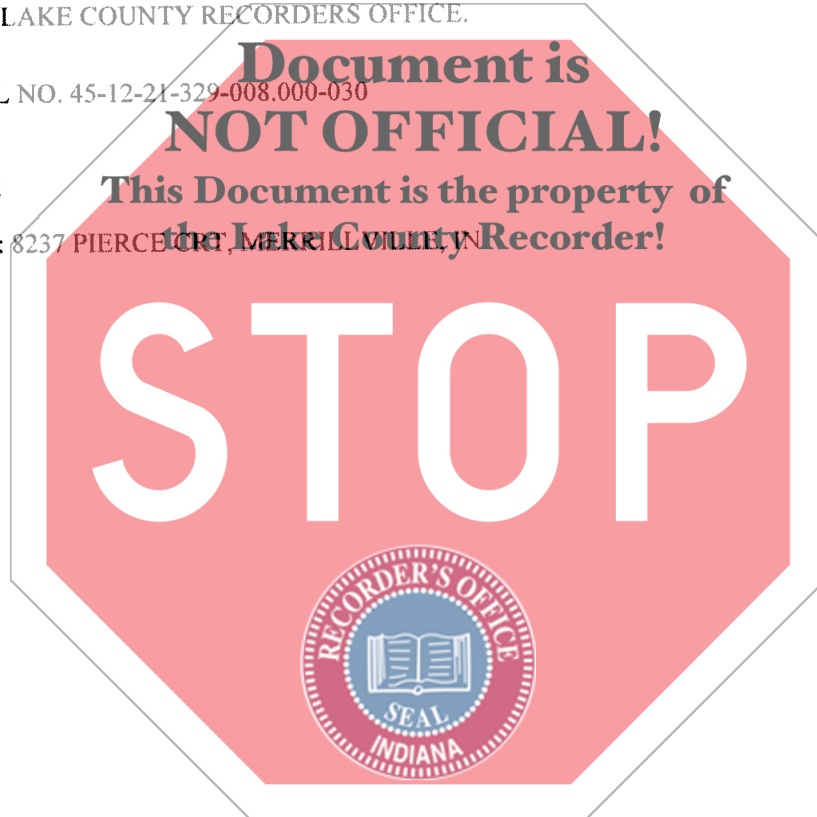 LAKE COUNTY RECORDERS OFFICE.
Document is
NO. 45-12-21-329-008.000-030
NOT OFFICIAL!
This Document is the property of
the Lake County Recorder!
: 8237 PIERCE CRT, MERRILLVILLE, IN
STOP
RECORDER'S OFFICE
SEAL
INDIANA